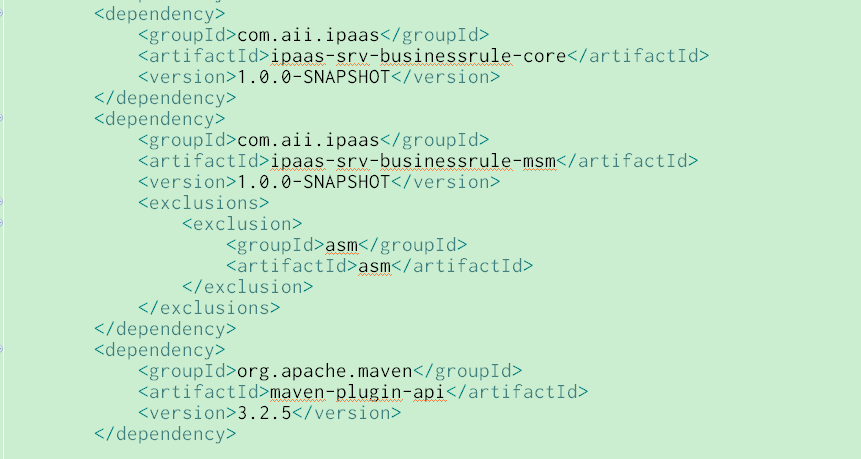 <dependency>
<groupId>com.aii.ipaas</groupId>
<artifactId>ipaas-srv-businessrule-core</artifactId>
<version>1.0.0-SNAPSHOT</version>
</dependency>
<dependency>
<groupId>com.aii.ipaas</groupId>
<artifactId>ipaas-srv-businessrule-msm</artifactId>
<version>1.0.0-SNAPSHOT</version>
<exclusions>
<exclusion>
<groupId>asm</groupId>
<artifactId>asm</artifactId>
</exclusion>
</exclusions>
</dependency>
<dependency>
<groupId>org.apache.maven</groupId>
<artifactId>maven-plugin-api</artifactId>
<version>3.2.5</version>
</dependency>